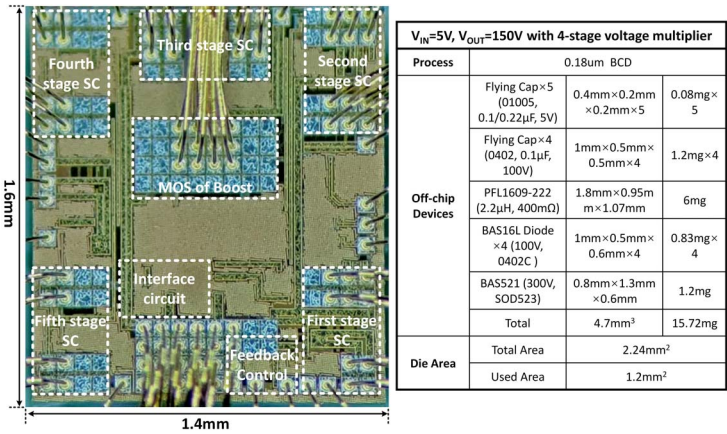 Fourth stage SC
Third stage SC
Second stage SC
MOS of Boost
Interface circuit
Fifth stage SC
First stage SC
Feedback Control
1.6mm
1.4mm
V_IN=5V, V_OUT=150V with 4-stage voltage multiplier
Process
0.18um BCD
Off-chip Devices
Flying Cap×5
(01005,
0.1/0.22μF, 5V)
0.4mm×0.2mm
×0.2mm×5
0.08mg×
5
Flying Cap×4
(0402, 0.1μF,
100V)
1mm×0.5mm×
0.5mm×4
1.2mg×4
PFL1609-222
(2.2μH, 400mΩ)
1.8mm×0.95m
m×1.07mm
6mg
BAS16L Diode
×4 (100V,
0402C )
1mm×0.5mm×
0.6mm×4
0.83mg×
4
BAS521 (300V,
SOD523)
0.8mm×1.3mm
×0.6mm
1.2mg
Total
4.7mm³
15.72mg
Die Area
Total Area
2.24mm²
Used Area
1.2mm²